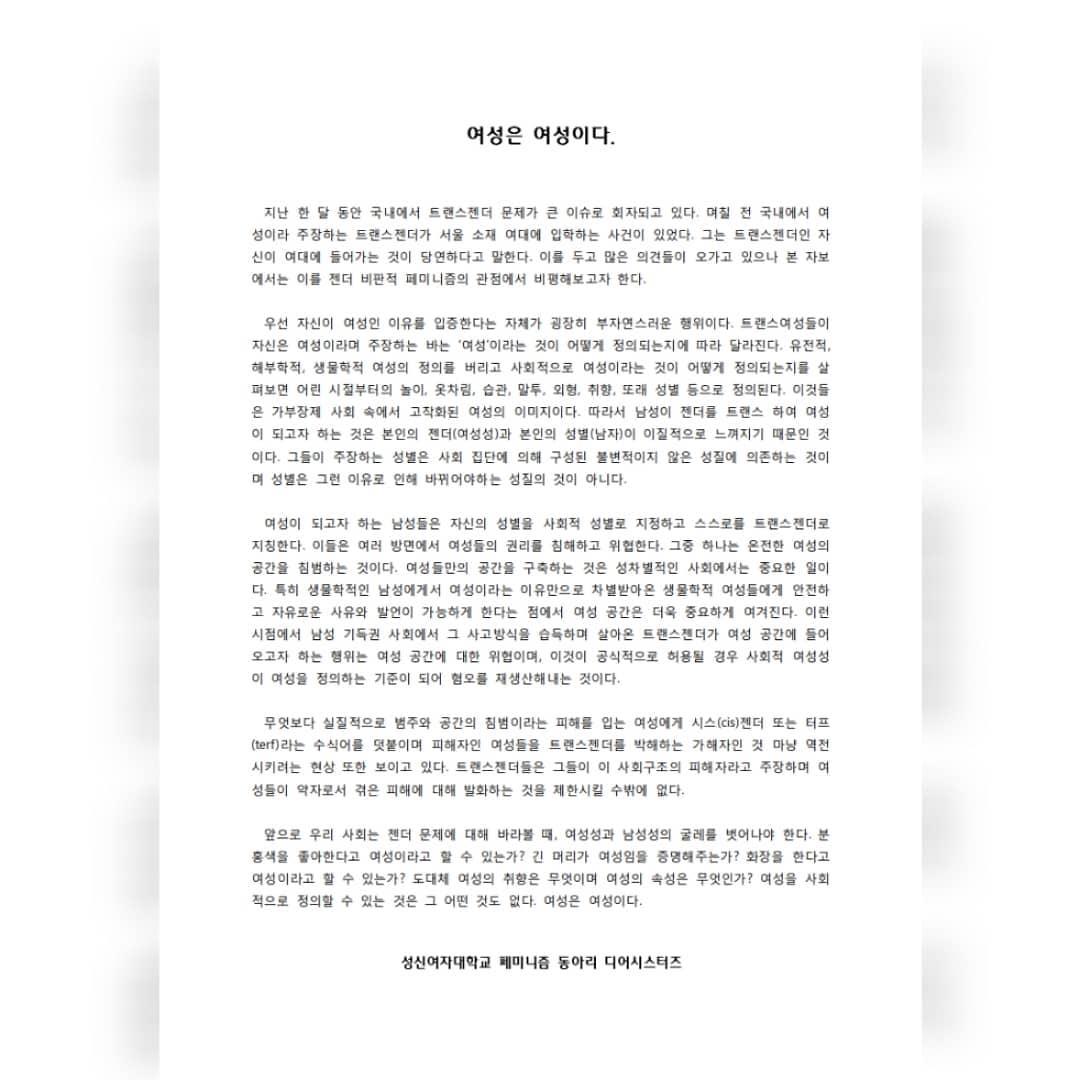 여성은 여성이다.
지난 한 달 동안 국내에서 트랜스젠더 문제가 큰 이슈로 회자되고 있다. 며칠 전 국내에서 여
성이라 주장하는 트랜스젠더가 서울 소재 여대에 입학하는 사건이 있었다. 그는 트랜스젠더인 자
신이 여대에 들어가는 것이 당연하다고 말한다. 이를 두고 많은 의견들이 오가고 있으나 본 자보
에서는 이를 젠더 비판적 페미니즘의 관점에서 비평해보고자 한다.
우선 자신이 여성인 이유를 입증한다는 자체가 굉장히 부자연스러운 행위이다. 트랜스여성들이
자신은 여성이라며 주장하는 바는 '여성'이라는 것이 어떻게 정의되는지에 따라 달라진다. 유전적,
해부학적, 생물학적 여성의 정의를 버리고 사회적으로 여성이라는 것이 어떻게 정의되는지를 살
펴보면 어린 시절부터의 놀이, 옷차림, 습관, 말투, 외형, 취향, 또래 성별 등으로 정의된다. 이것들
은 가부장제 사회 속에서 고착화된 여성의 이미지이다. 따라서 남성이 젠더를 트랜스 하여 여성
이 되고자 하는 것은 본인의 젠더(여성성)과 본인의 성별(남자)이 이질적으로 느껴지기 때문인 것
이다. 그들이 주장하는 성별은 사회 집단에 의해 구성된 불변적이지 않은 성질에 의존하는 것이
며 성별은 그런 이유로 인해 바뀌어야하는 성질의 것이 아니다.
여성이 되고자 하는 남성들은 자신의 성별을 사회적 성별로 지정하고 스스로를 트랜스젠더로
지칭한다. 이들은 여러 방면에서 여성들의 권리를 침해하고 위협한다. 그중 하나는 온전한 여성의
공간을 침범하는 것이다. 여성들만의 공간을 구축하는 것은 성차별적인 사회에서는 중요한 일이
다. 특히 생물학적인 남성에게서 여성이라는 이유만으로 차별받아온 생물학적 여성들에게 안전하
고 자유로운 사유와 발언이 가능하게 한다는 점에서 여성 공간은 더욱 중요하게 여겨진다. 이런
시점에서 남성 기득권 사회에서 그 사고방식을 습득하며 살아온 트랜스젠더가 여성 공간에 들어
오고자 하는 행위는 여성 공간에 대한 위협이며, 이것이 공식적으로 허용될 경우 사회적 여성성
이 여성을 정의하는 기준이 되어 혐오를 재생산해내는 것이다.
무엇보다 실질적으로 범주와 공간의 침범이라는 피해를 입는 여성에게 시스(cis)젠더 또는 터프
(terf)라는 수식어를 덧붙이며 피해자인 여성들을 트랜스젠더를 박해하는 가해자인 것 마냥 역전
시키려는 현상 또한 보이고 있다. 트랜스젠더들은 그들이 이 사회구조의 피해자라고 주장하며 여
성들이 약자로서 겪은 피해에 대해 발화하는 것을 제한시킬 수밖에 없다.
앞으로 우리 사회는 젠더 문제에 대해 바라볼 때, 여성성과 남성성의 굴레를 벗어나야 한다. 분
홍색을 좋아한다고 여성이라고 할 수 있는가? 긴 머리가 여성임을 증명해주는가? 화장을 한다고
여성이라고 할 수 있는가? 도대체 여성의 취향은 무엇이며 여성의 속성은 무엇인가? 여성을 사회
적으로 정의할 수 있는 것은 그 어떤 것도 없다. 여성은 여성이다.
성신여자대학교 페미니즘 동아리 디어시스터즈